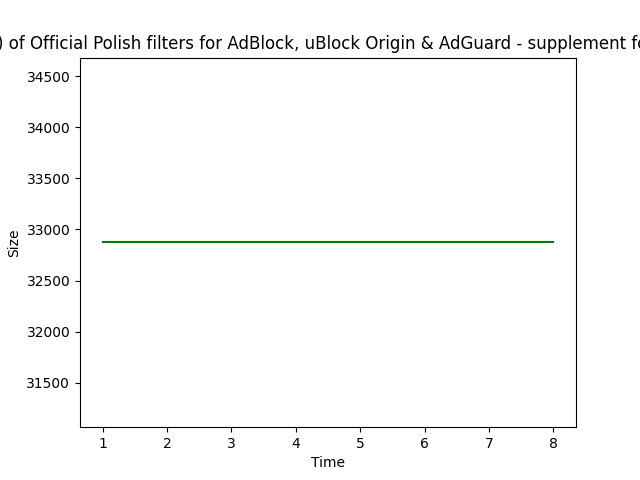 ) of Official Polish filters for AdBlock, uBlock Origin & AdGuard - supplement
34500
34000
33500
33000
32500
32000
31500
Size
1 2 3 4 5 6 7 8
Time